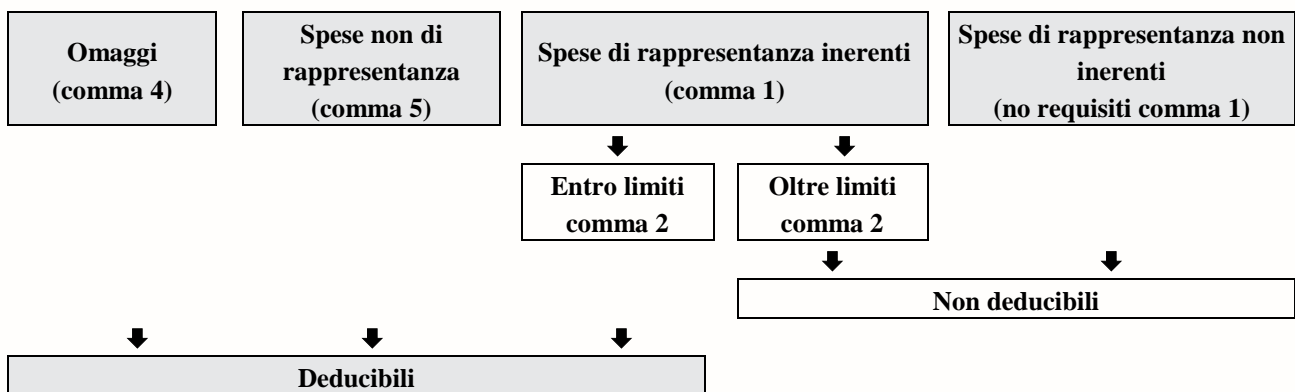 Omaggi
(comma 4)
Spese non di
rappresentanza
(comma 5)
Spese di rappresentanza inerenti
(comma 1)
Spese di rappresentanza non
inerenti
(no requisiti comma 1)
Entro limiti
comma 2
Oltre limiti
comma 2
Non deducibili
Deducibili